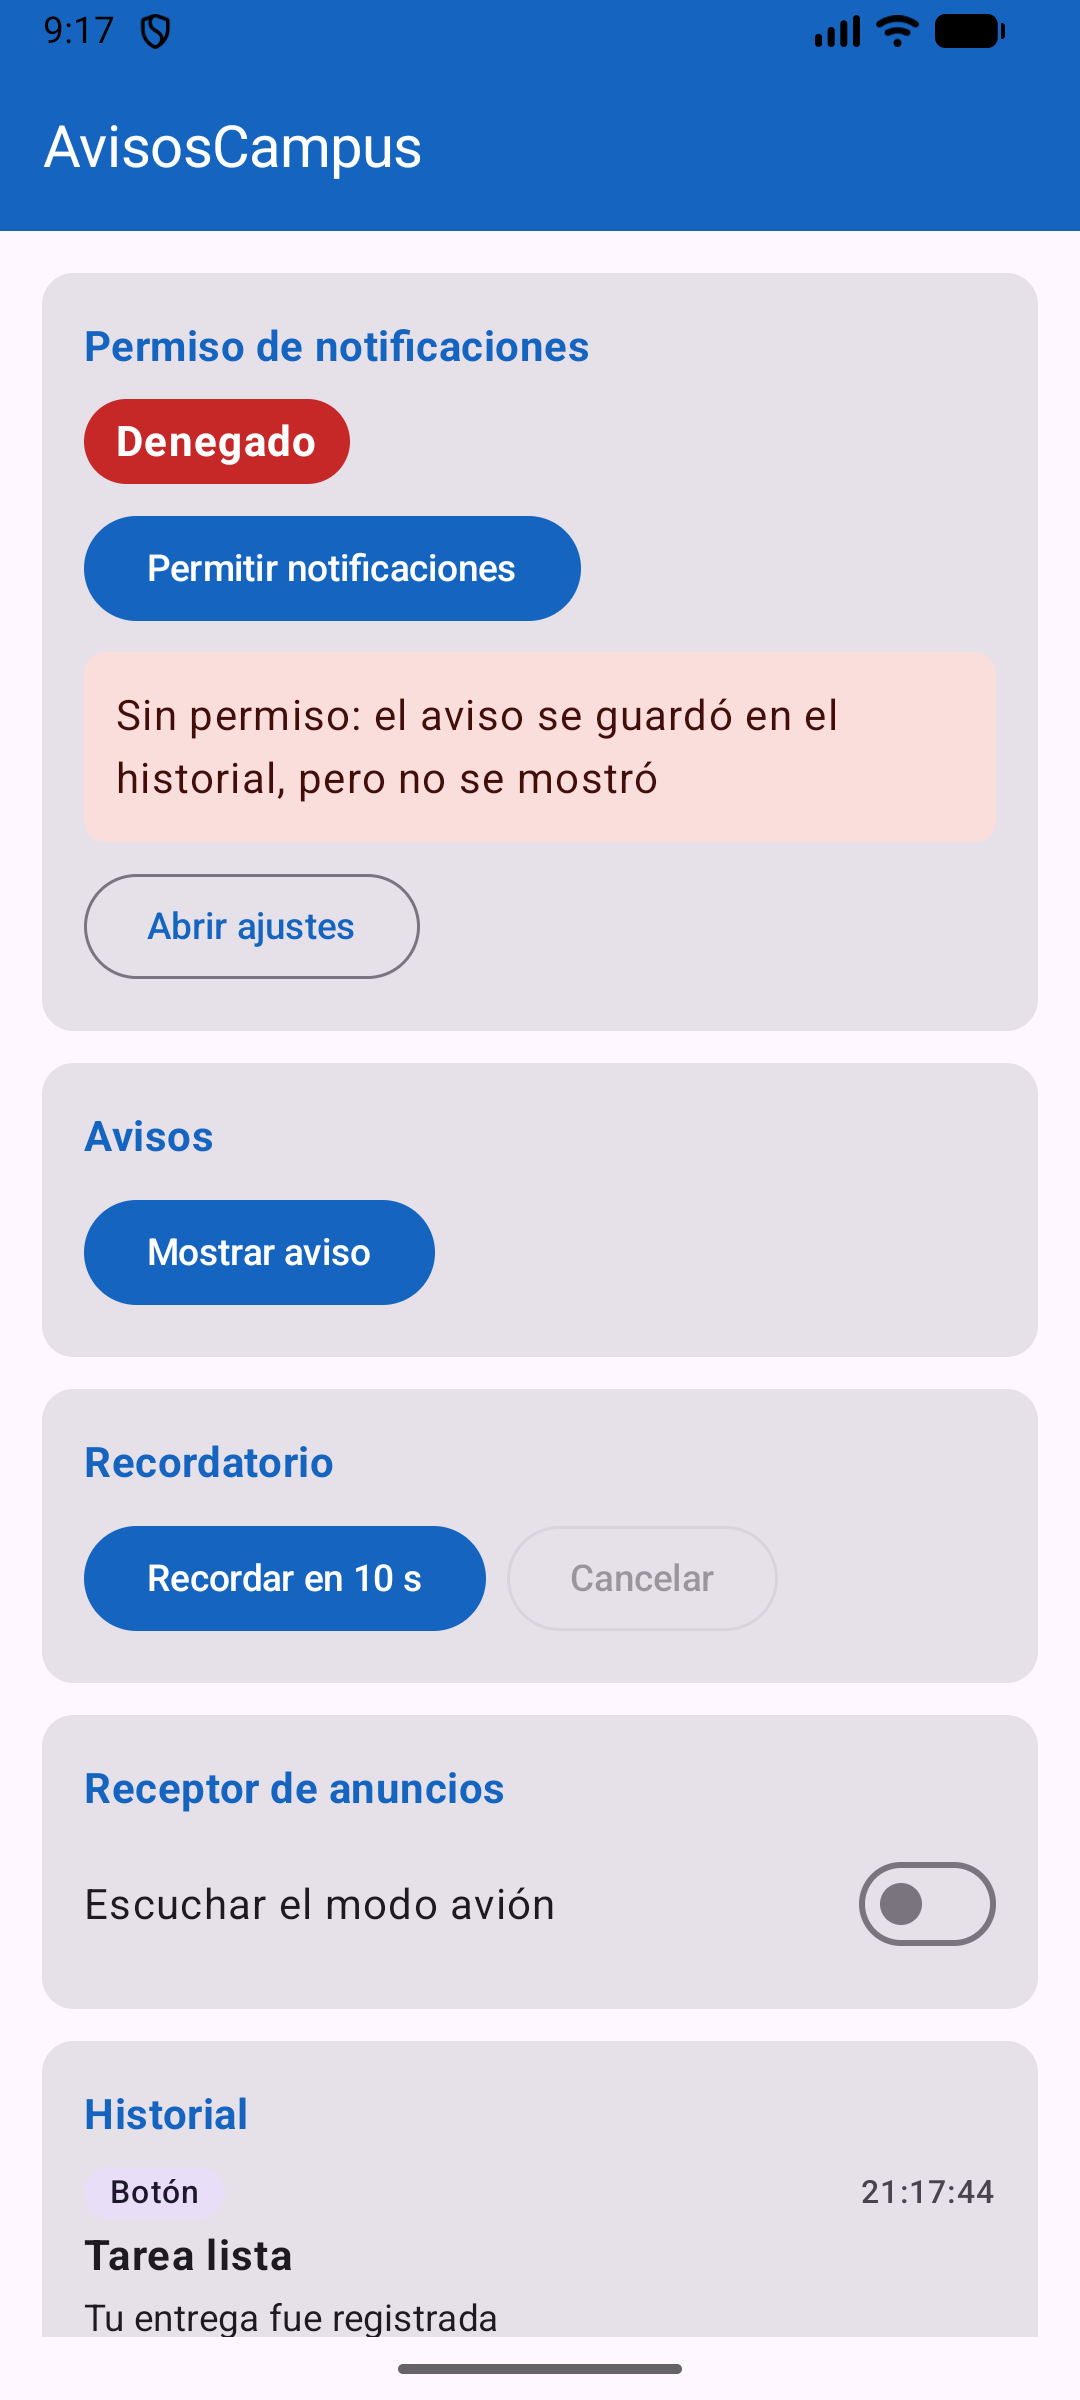 9:17
AvisosCampus
Permiso de notificaciones
Denegado
Permitir notificaciones
Sin permiso: el aviso se guardó en el
historial, pero no se mostró
Abrir ajustes
Avisos
Mostrar aviso
Recordatorio
Recordar en 10 s
Cancelar
Receptor de anuncios
Escuchar el modo avión
Historial
Botón
21:17:44
Tarea lista
Tu entrega fue registrada